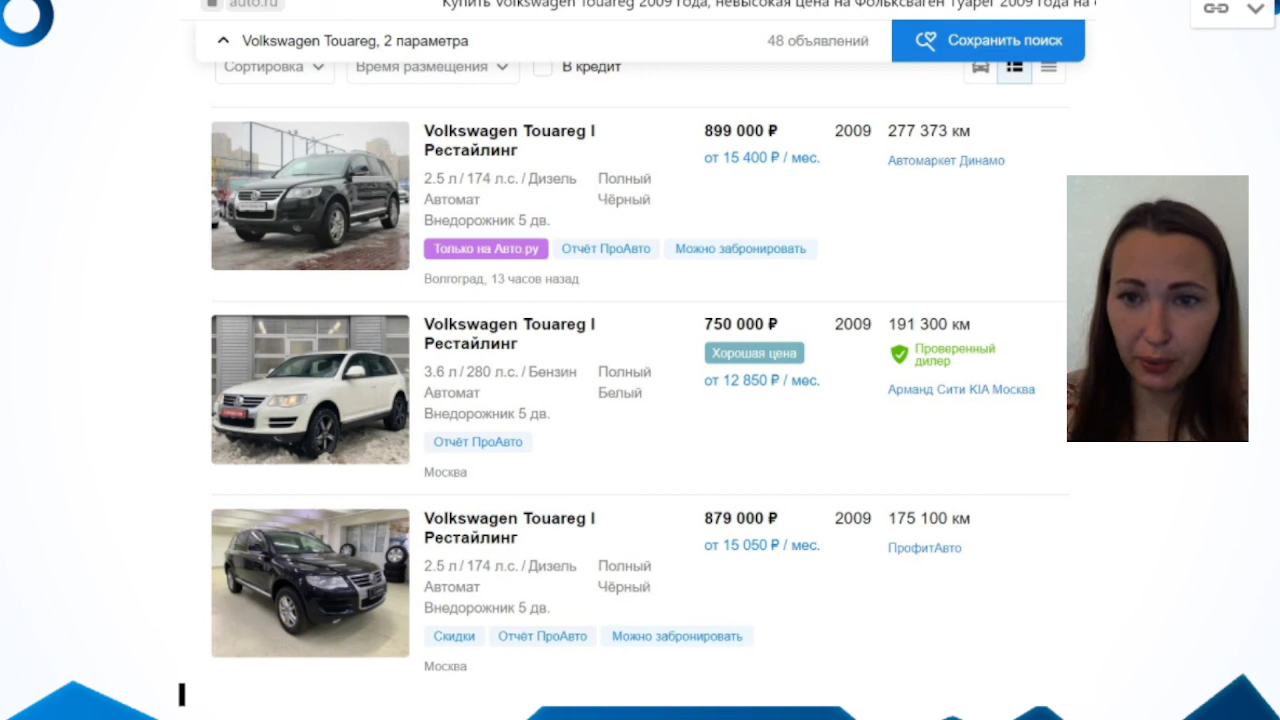 auto.ru
Купить Volkswagen Touareg 2009 года, невысокая цена на Фольксваген Туарег 2009 года на
Volkswagen Touareg, 2 параметра
48 объявлений
Сохранить поиск
Сортировка
Время размещения
В кредит
Volkswagen Touareg I
Рестайлинг
899 000 ₽
2009
277 373 км
от 15 400 ₽ / мес.
Автомаркет Динамо
2.5 л / 174 л.с. / Дизель
Полный
Автомат
Чёрный
Внедорожник 5 дв.
Только на Авто ру
Отчёт ПроАвто
Можно забронировать
Волгоград, 13 часов назад
Volkswagen Touareg I
Рестайлинг
750 000 ₽
2009
191 300 км
Хорошая цена
Проверенный
дилер
от 12 850 ₽ / мес.
Арманд Сити KIA Москва
3.6 л / 280 л.с. / Бензин
Полный
Автомат
Белый
Внедорожник 5 дв.
Отчёт ПроАвто
Москва
Volkswagen Touareg I
Рестайлинг
879 000 ₽
2009
175 100 км
от 15 050 ₽ / мес.
ПрофитАвто
2.5 л / 174 л.с. / Дизель
Полный
Автомат
Чёрный
Внедорожник 5 дв.
Скидки
Отчёт ПроАвто
Можно забронировать
Москва